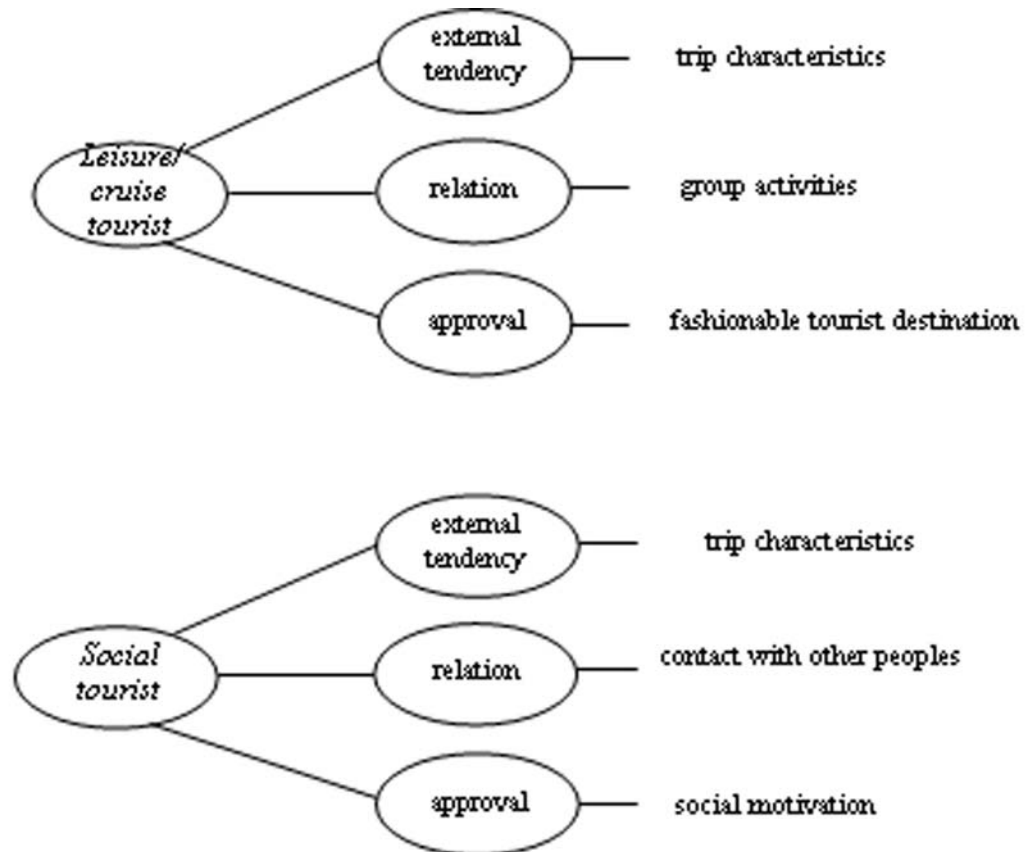 external
tendency
trip characteristics
Leisure/
cruise
tourist
relation
group activities
approval
fashionable tourist destination
external
tendency
trip characteristics
Social
tourist
relation
contact with other peoples
approval
social motivation